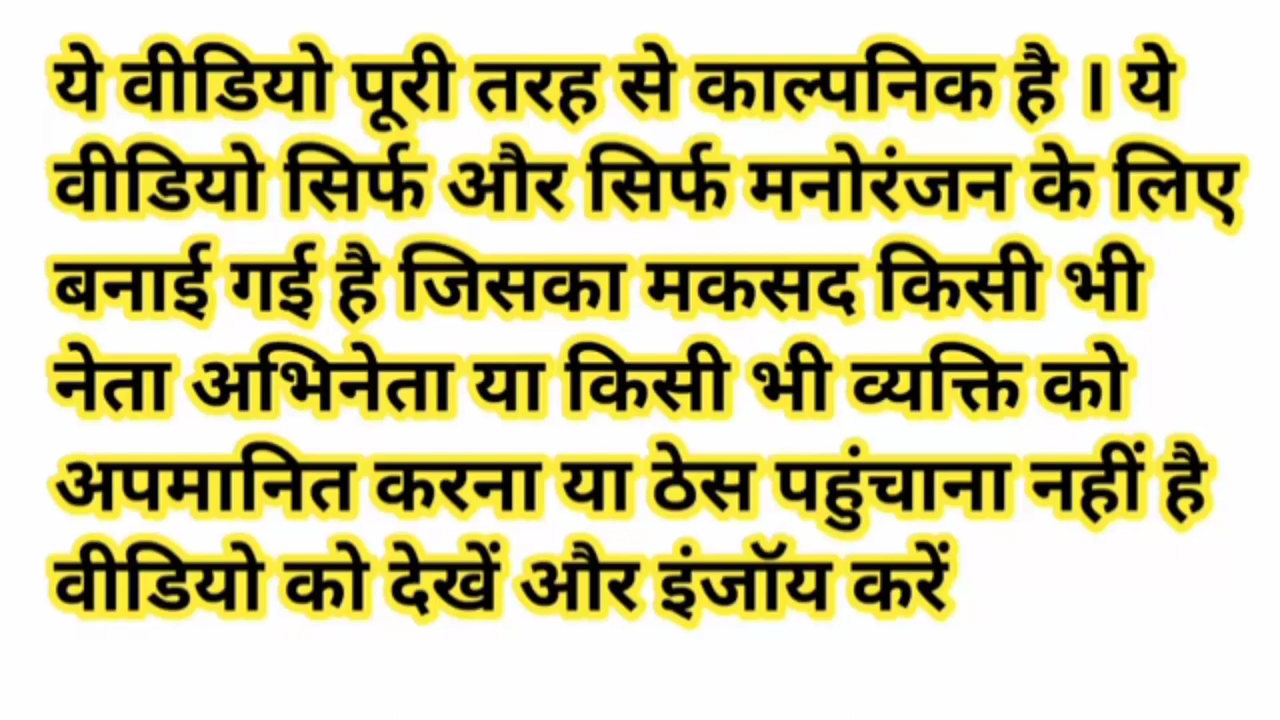 ये वीडियो पूरी तरह से काल्पनिक है । ये
वीडियो सिर्फ और सिर्फ मनोरंजन के लिए
बनाई गई है जिसका मकसद किसी भी
नेता अभिनेता या किसी भी व्यक्ति को
अपमानित करना या ठेस पहुंचाना नहीं है
वीडियो को देखें और इंजॉय करें